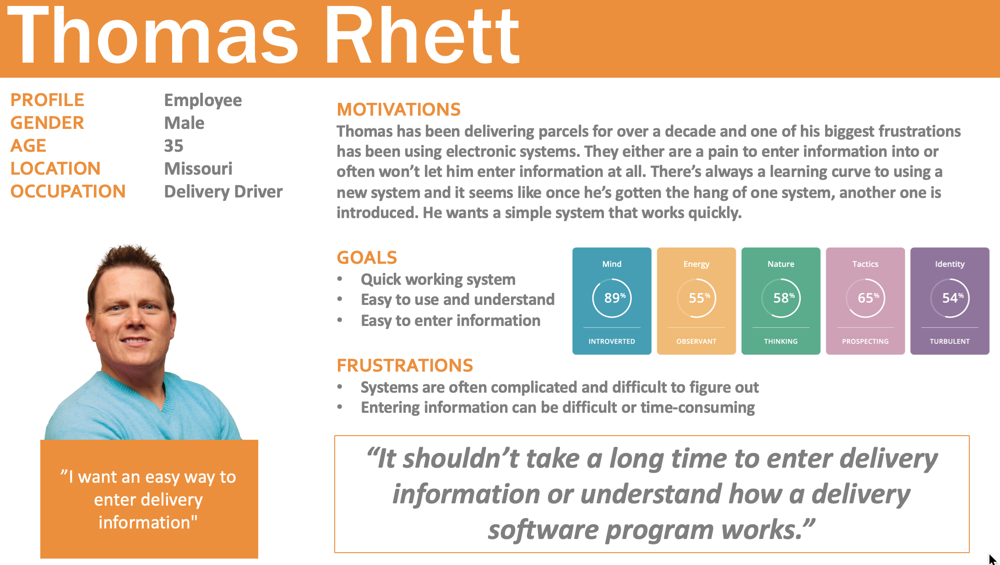 Thomas Rhett
PROFILE Employee
GENDER Male
AGE 35
LOCATION Missouri
OCCUPATION Delivery Driver
MOTIVATIONS
Thomas has been delivering parcels for over a decade and one of his biggest frustrations
has been using electronic systems. They either are a pain to enter information into or
often won’t let him enter information at all. There’s always a learning curve to using a
new system and it seems like once he’s gotten the hang of one system, another one is
introduced. He wants a simple system that works quickly.
GOALS
• Quick working system
• Easy to use and understand
• Easy to enter information
Mind
89%
INTROVERTED
Energy
55%
OBSERVANT
Nature
58%
THINKING
Tactics
65%
PROSPECTING
Identity
54%
TURBULENT
FRUSTRATIONS
• Systems are often complicated and difficult to figure out
• Entering information can be difficult or time-consuming
”I want an easy way to
enter delivery
information"
“It shouldn’t take a long time to enter delivery
information or understand how a delivery
software program works.”